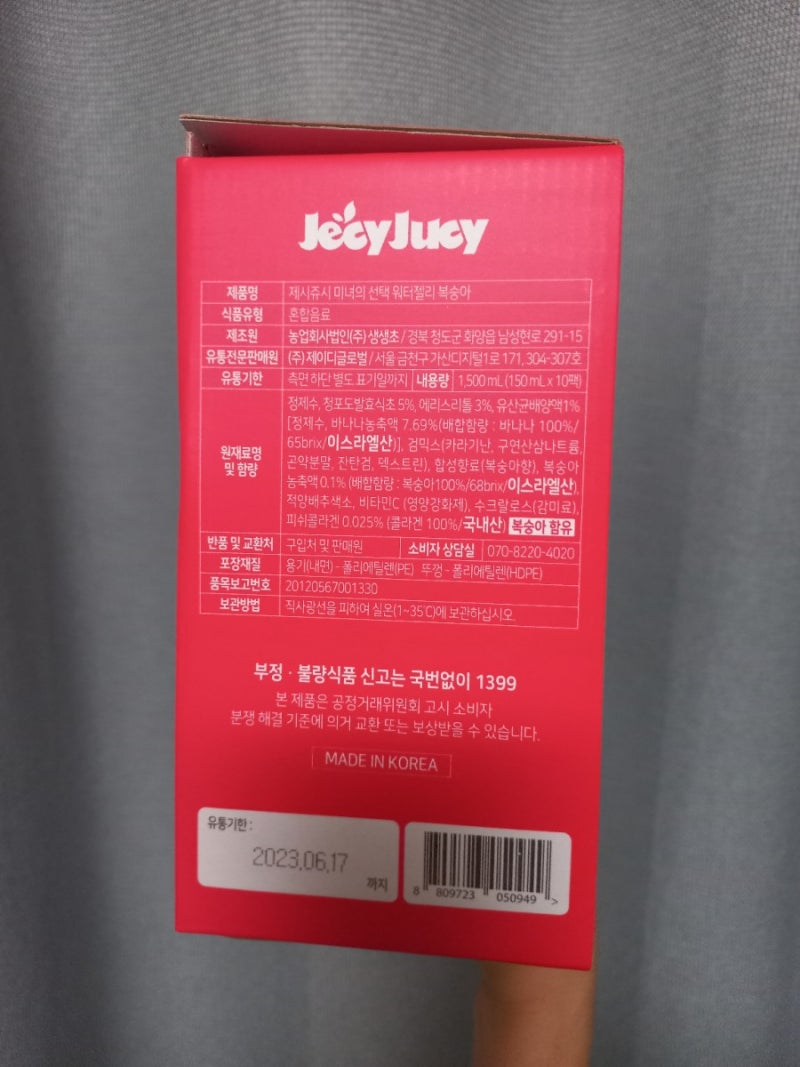 JecyJucy
제품명 제시쥬시 미녀의 선택 워터젤리 복숭아
식품유형 혼합음료
제조원 농업회사법인(주) 생생초 / 경북 청도군 화양읍 남성현로 291-15
유통전문판매원 (주) 제이디글로벌 / 서울 금천구 가산디지털1로 171, 304-307호
유통기한 측면 하단 별도 표기일까지 내용량 1,500 mL (150 mL x 10팩)
원재료명 및 함량
정제수, 청포도발효식초 5%, 에리스리톨 3%, 유산균배양액1%
[정제수, 바나나농축액 7.69%(배합함량 : 바나나 100%/
65brix/이스라엘산)], 검믹스(카라기난, 구연산삼나트륨,
곤약분말, 잔탄검, 덱스트린), 합성향료(복숭아향), 복숭아
농축액 0.1% (배합함량 : 복숭아100%/68brix/이스라엘산),
적양배추색소, 비타민C (영양강화제), 수크랄로스(감미료),
피쉬콜라겐 0.025% (콜라겐 100%/국내산) 복숭아 함유
반품 및 교환처 구입처 및 판매원 소비자 상담실 070-8220-4020
포장재질 용기(내면) - 폴리에틸렌(PE) 뚜껑 - 폴리에틸렌(HDPE)
품목보고번호 20120567001330
보관방법 직사광선을 피하여 실온(1~35℃)에 보관하십시오.
부정 · 불량식품 신고는 국번없이 1399
본 제품은 공정거래위원회 고시 소비자
분쟁 해결 기준에 의거 교환 또는 보상받을 수 있습니다.
MADE IN KOREA
유통기한 :
2023.06.17
까지
8 809723 050949 >